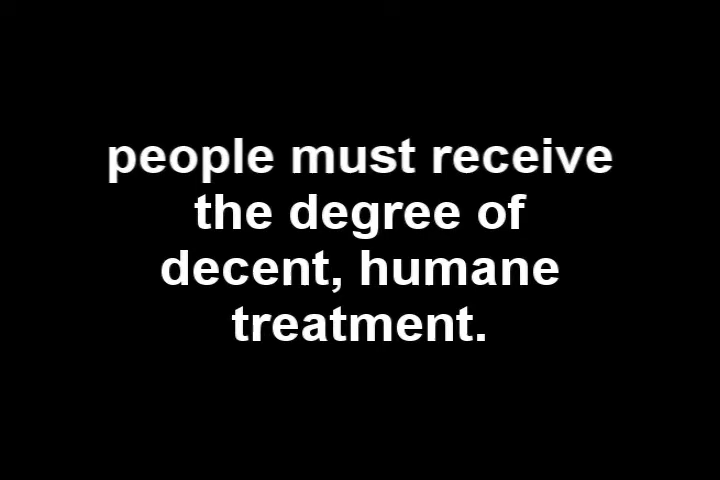 people must receive
the degree of
decent, humane
treatment.